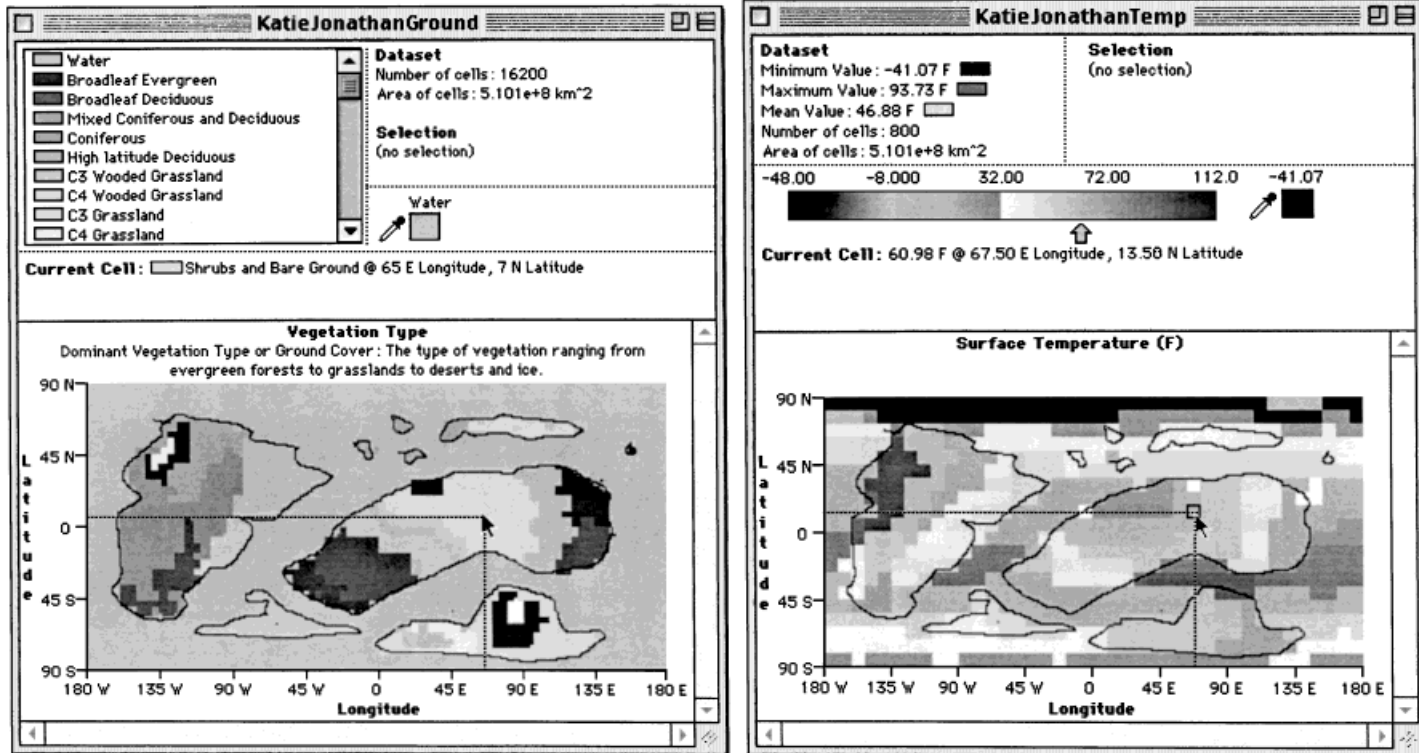 KatieJonathanGround
Water
Broadleaf Evergreen
Broadleaf Deciduous
Mixed Coniferous and Deciduous
Coniferous
High latitude Deciduous
C3 Wooded Grassland
C4 Wooded Grassland
C3 Grassland
C4 Grassland
Dataset
Number of cells: 16200
Area of cells: 5.101e+8 km^2
Selection
(no selection)
Water
Current Cell: Shrubs and Bare Ground @ 65 E Longitude, 7 N Latitude
Vegetation Type
Dominant Vegetation Type or Ground Cover: The type of vegetation ranging from
evergreen forests to grasslands to deserts and ice.
90 N
45 N
0
45 S
90 S
Latitude
180 W 135 W 90 W 45 W 0 45 E 90 E 135 E 180 E
Longitude
KatieJonathanTemp
Dataset
Minimum Value: -41.07 F
Maximum Value: 93.73 F
Mean Value: 46.88 F
Number of cells: 800
Area of cells: 5.101e+8 km^2
Selection
(no selection)
-48.00 -8.000 32.00 72.00 112.0 -41.07
Current Cell: 60.98 F @ 67.50 E Longitude, 13.58 N Latitude
Surface Temperature (F)
90 N
45 N
0
45 S
90 S
Latitude
180 W 135 W 90 W 45 W 0 45 E 90 E 135 E 180 E
Longitude